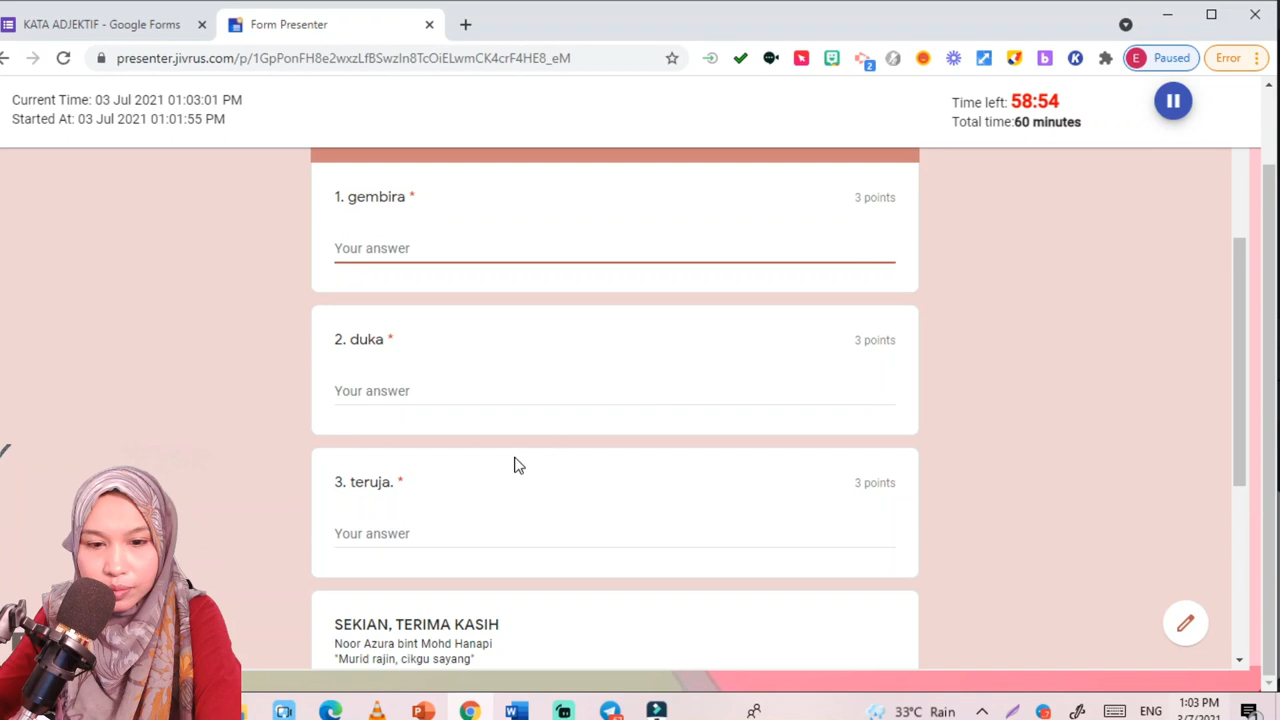 KATA ADJEKTIF - Google Forms
Form Presenter
presenter.jivrus.com/p/1GpPpnFH8e2wxzLfBSwzIn8TcOiELwmCK4crF4HE8_eM
2
E Paused
Error
Current Time: 03 Jul 2021 01:03:01 PM
Started At: 03 Jul 2021 01:01:55 PM
Time left: 58:54
Total time:60 minutes
1. gembira *
3 points
Your answer
2. duka *
3 points
Your answer
3. teruja. *
3 points
Your answer
SEKIAN, TERIMA KASIH
Noor Azura bint Mohd Hanapi
"Murid rajin, cikgu sayang"
33°C Rain
ENG
1:03 PM